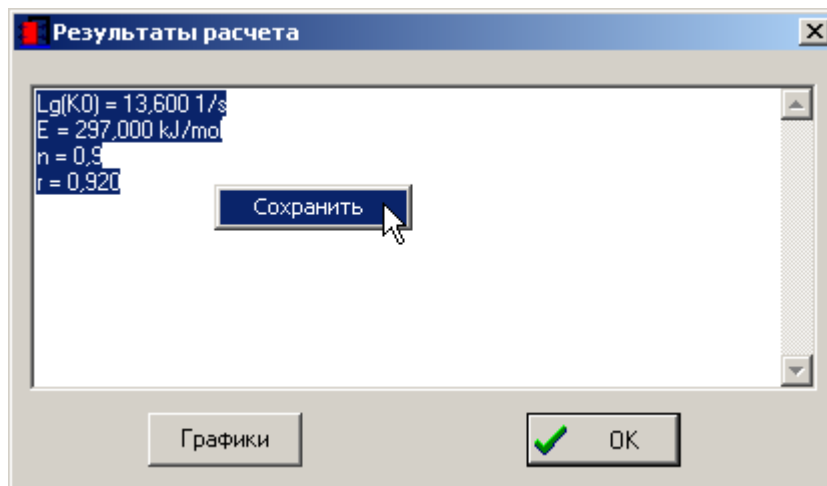 Результаты расчета
Lg(K0) = 13,600 1/s
E = 297,000 kJ/mol
n = 0,9
r = 0,920
Сохранить
Графики
OK